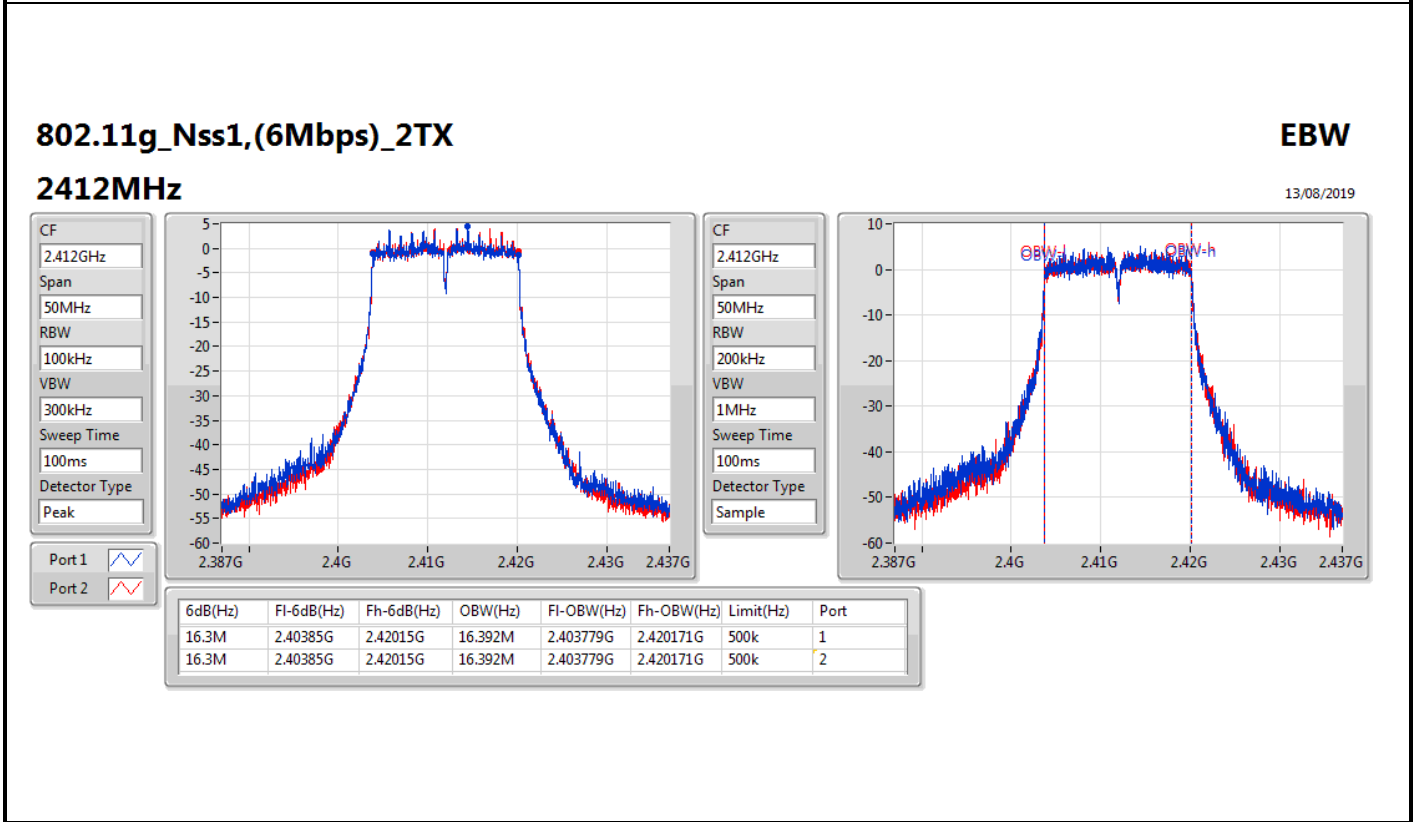 802.11g_Nss1,(6Mbps)_2TX
EBW
2412MHz
13/08/2019
CF
2.412GHz
Span
50MHz
RBW
100kHz
VBW
300kHz
Sweep Time
100ms
Detector Type
Peak
Port 1
Port 2
5
0
-5
-10
-15
-20
-25
-30
-35
-40
-45
-50
-55
-60
2.387G 2.4G 2.41G 2.42G 2.43G 2.437G
CF
2.412GHz
Span
50MHz
RBW
200kHz
VBW
1MHz
Sweep Time
100ms
Detector Type
Sample
10
0
-10
-20
-30
-40
-50
-60
OBW-l OBW-h
2.387G 2.4G 2.41G 2.42G 2.43G 2.437G
6dB(Hz) Fl-6dB(Hz) Fh-6dB(Hz) OBW(Hz) Fl-OBW(Hz) Fh-OBW(Hz) Limit(Hz) Port
16.3M 2.40385G 2.42015G 16.392M 2.403779G 2.420171G 500k 1
16.3M 2.40385G 2.42015G 16.392M 2.403779G 2.420171G 500k 2